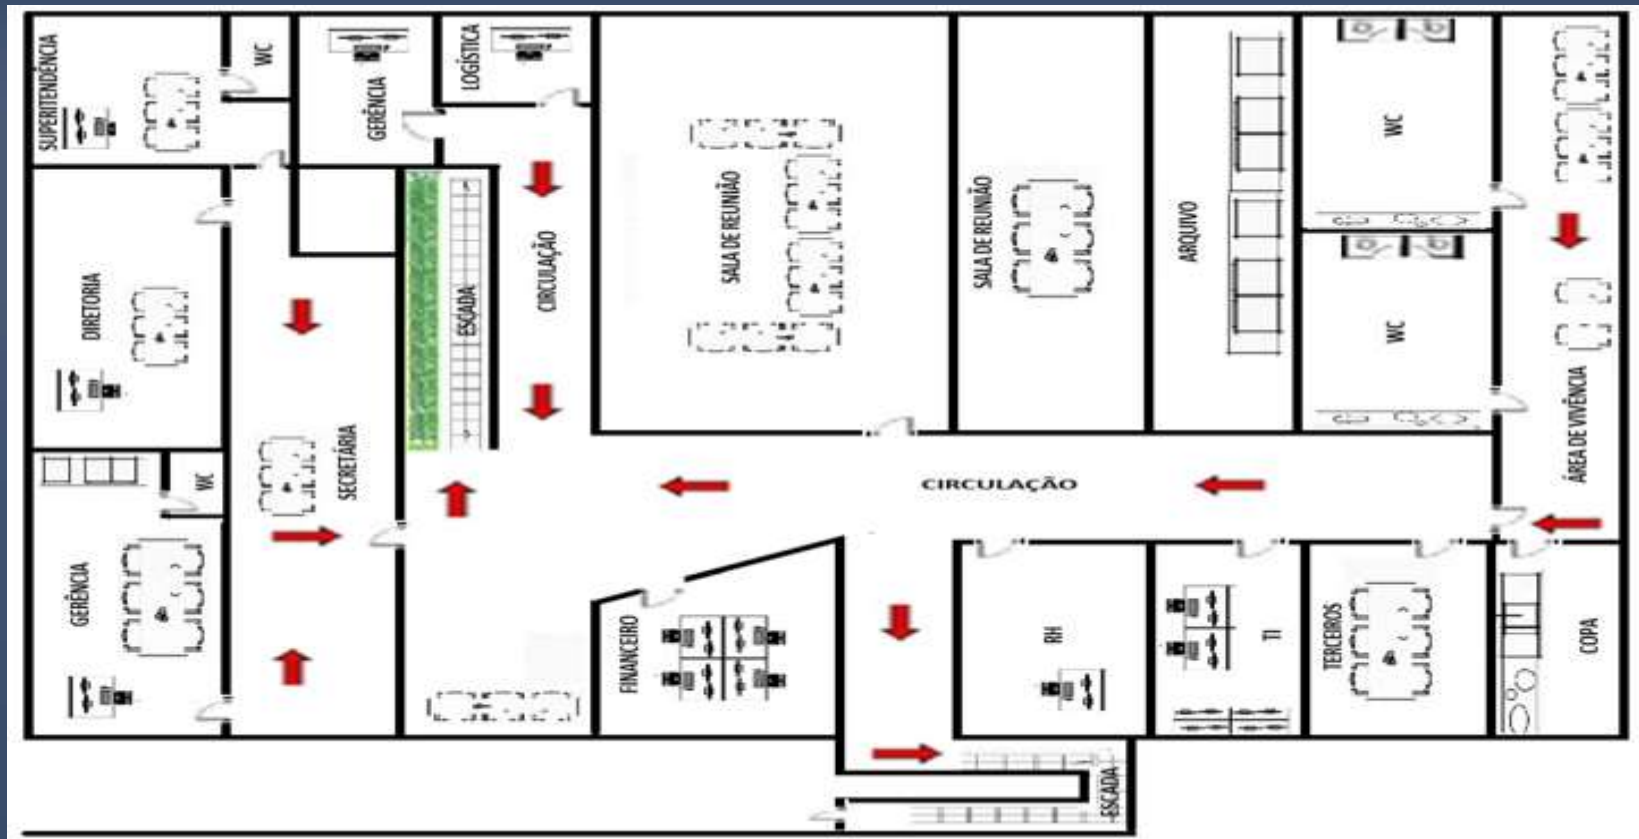 SUPERITENDÊNCIA
WC
GERÊNCIA
LOGÍSTICA
DIRETORIA
SECRETÁRIA
ESCADA
CIRCULAÇÃO
SALA DE REUNIÃO
SALA DE REUNIÃO
ARQUIVO
WC
WC
ÁREA DE VIVÊNCIA
CIRCULAÇÃO
WC
GERÊNCIA
FINANCEIRO
RH
TI
TERCEIROS
COPA
ESCADA